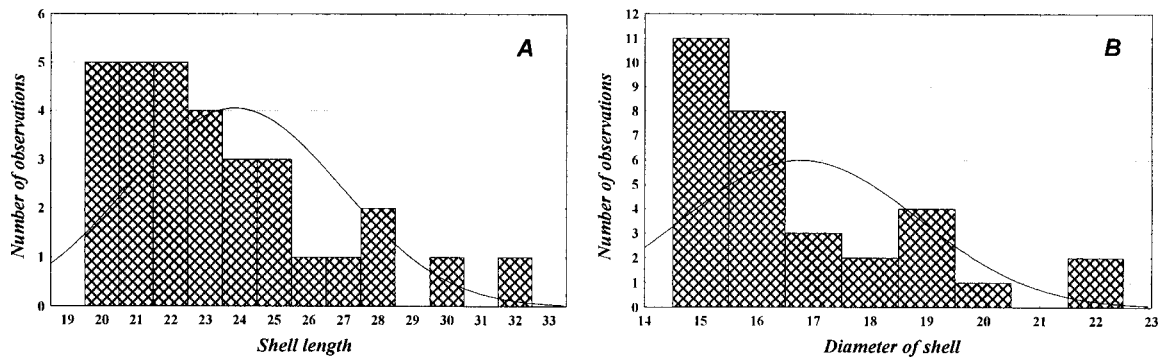 A
Number of observations
6
5
4
3
2
1
0
19 20 21 22 23 24 25 26 27 28 29 30 31 32 33
Shell length
B
Number of observations
12
11
10
9
8
7
6
5
4
3
2
1
0
14 15 16 17 18 19 20 21 22 23
Diameter of shell